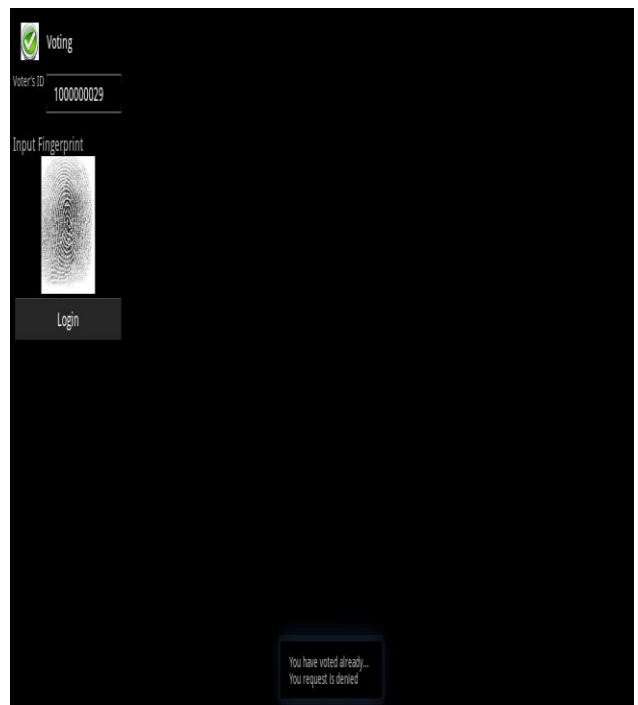 Voting
Voter's ID
1000000029
Input Fingerprint
Login
You have voted already...
You request is denied